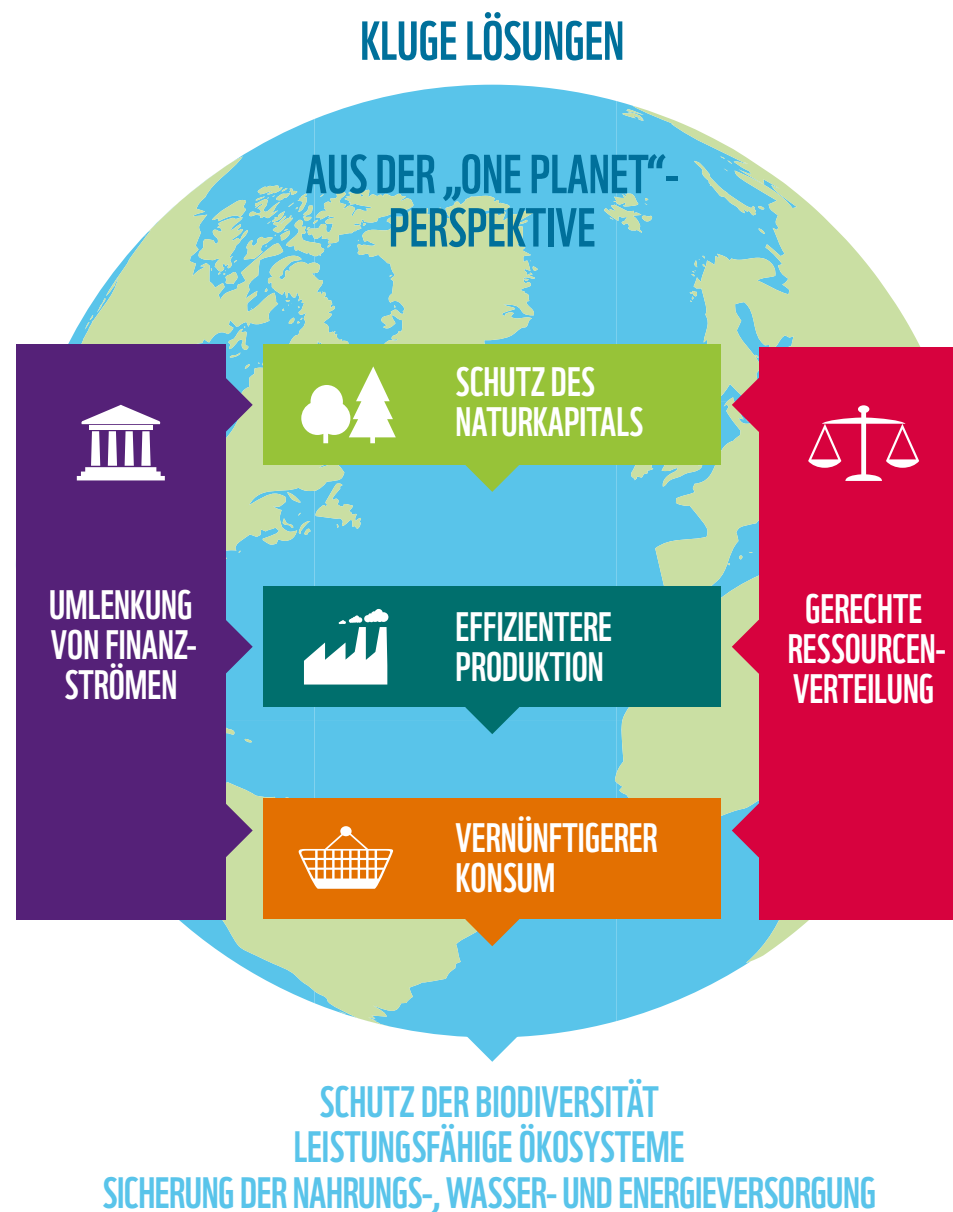 KLUGE LÖSUNGEN
AUS DER „ONE PLANET“-
PERSPEKTIVE
UMLENKUNG
VON FINANZ-
STRÖMEN
SCHUTZ DES
NATURKAPITALS
EFFIZIENTERE
PRODUKTION
VERNÜNFTIGERER
KONSUM
GERECHTE
RESSOURCEN-
VERTEILUNG
SCHUTZ DER BIODIVERSITÄT
LEISTUNGSFÄHIGE ÖKOSYSTEME
SICHERUNG DER NAHRUNGS-, WASSER- UND ENERGIEVERSORGUNG